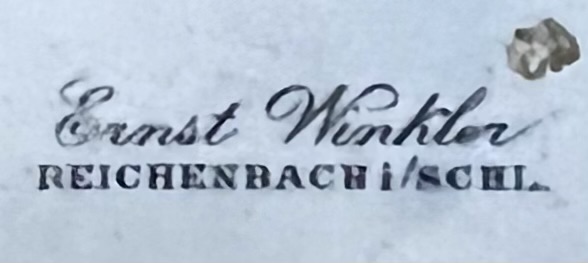 Ernst Winkler
REICHENBACH i/SCHL.